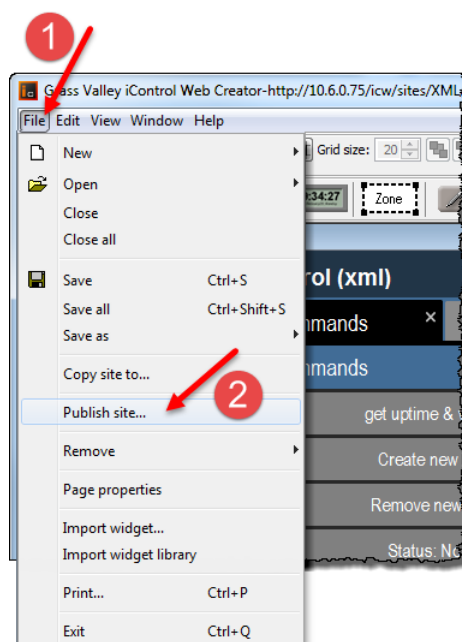 1
Grass Valley iControl Web Creator-http://10.6.0.75/icw/sites/XML
File Edit View Window Help
New
Grid size: 20
Open
:34:27
Zone
Close
Close all
rol (xml)
Save Ctrl+S
Save all Ctrl+Shift+S
mmands ×
Save as
mmands
Copy site to...
2
Publish site...
get uptime &
Remove
Create new
Page properties
Remove new
Import widget...
Import widget library
Status: No
Print... Ctrl+P
Exit Ctrl+Q